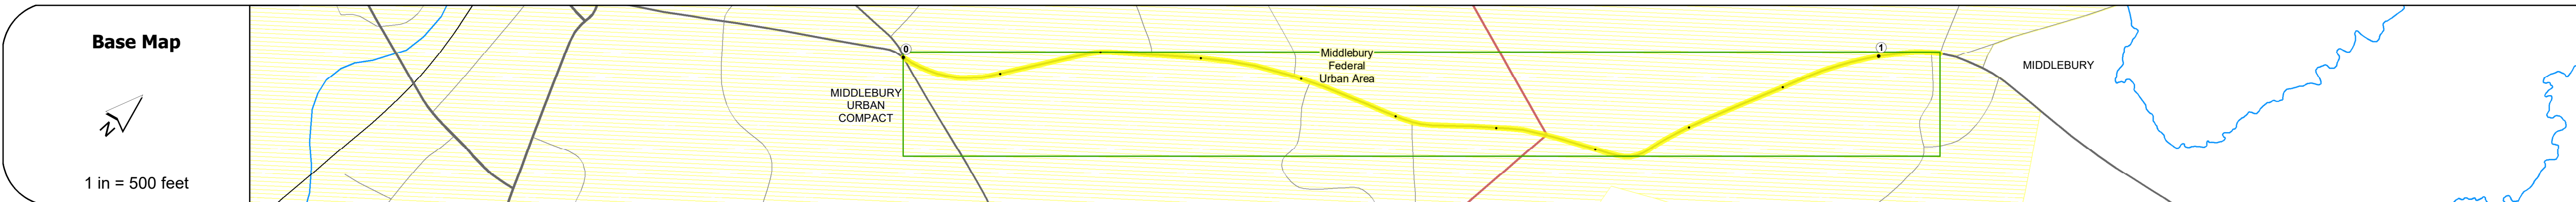 Base Map
N
1 in = 500 feet
0
MIDDLEBURY
URBAN
COMPACT
Middlebury
Federal
Urban Area
1
MIDDLEBURY